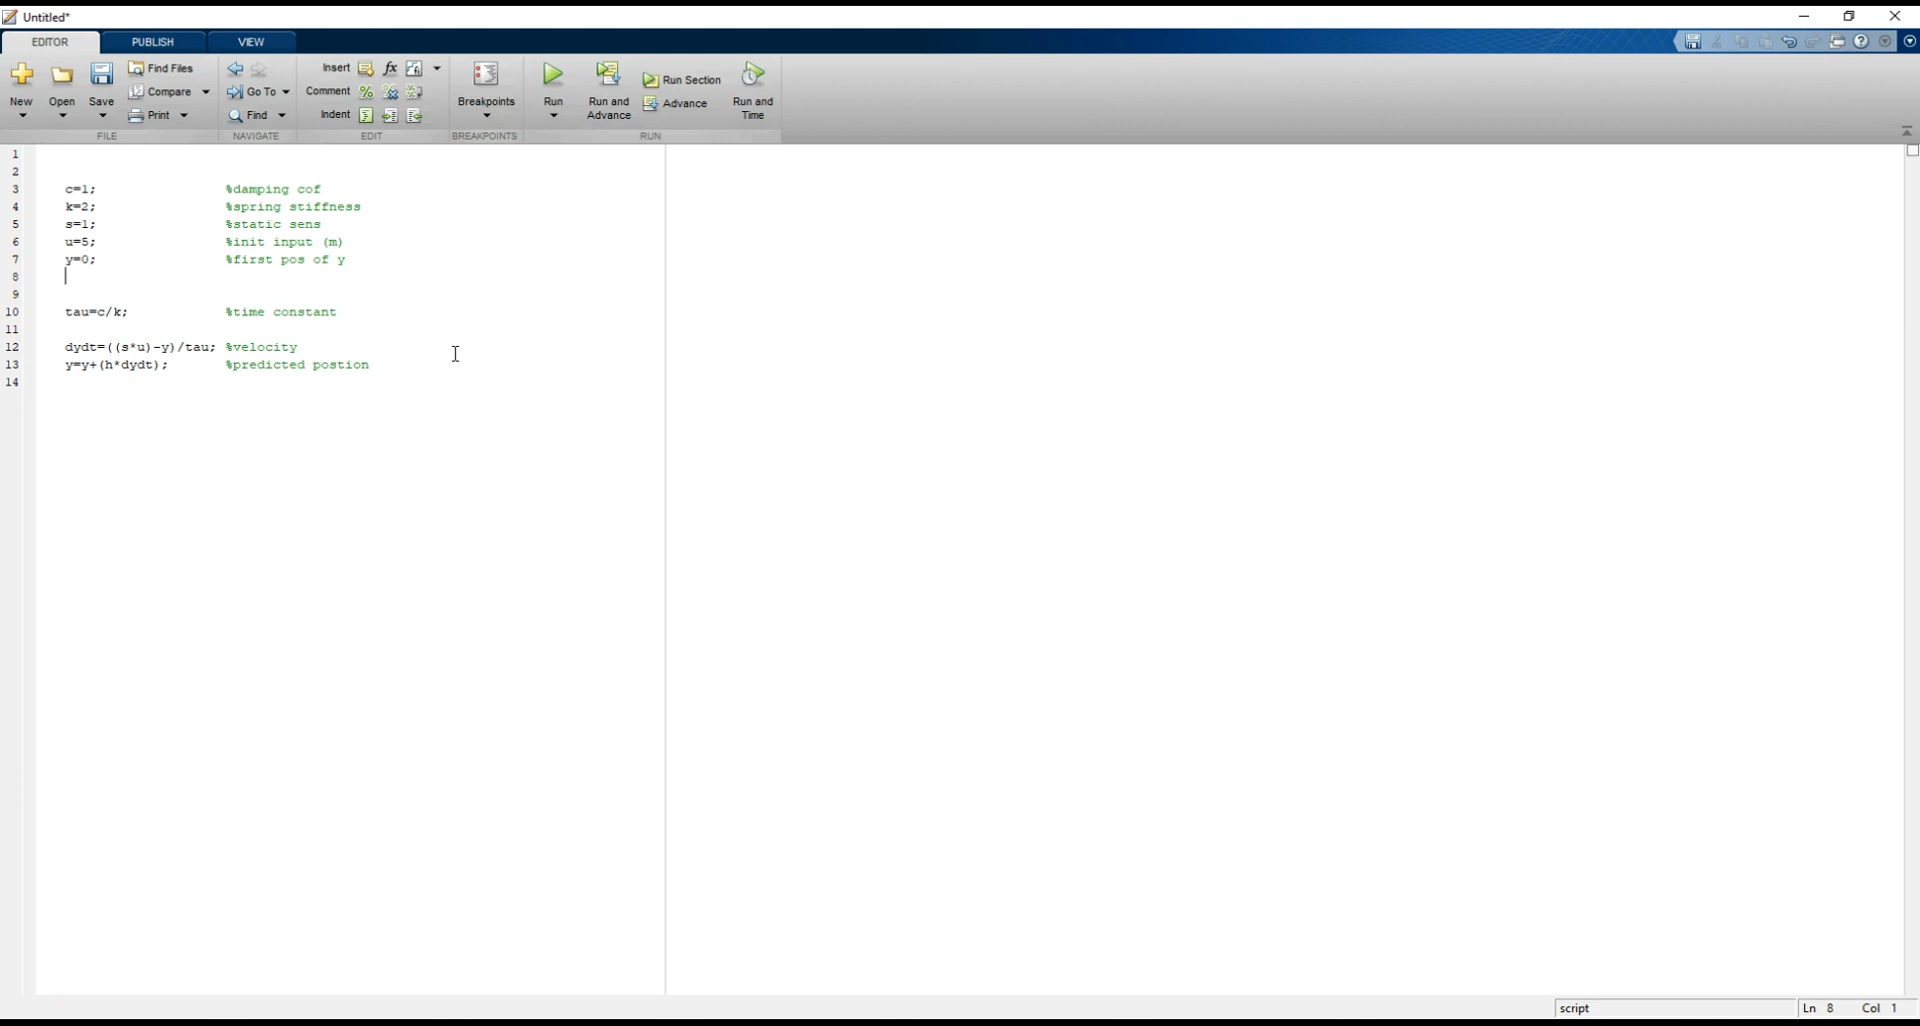 Untitled*
EDITOR PUBLISH VIEW
New Open Save Find Files Compare Print
Go To Find
Insert fx
Comment
Indent
Breakpoints
Run Run and Advance Run Section Advance Run and Time
FILE NAVIGATE EDIT BREAKPOINTS RUN
1
2
3 c=1; %damping cof
4 k=2; %spring stiffness
5 s=1; %static sens
6 u=5; %init input (m)
7 y=0; %first pos of y
8
9
10 tau=c/k; %time constant
11
12 dydt=((s*u)-y)/tau; %velocity
13 y=y+(h*dydt); %predicted postion
14
script Ln 8 Col 1